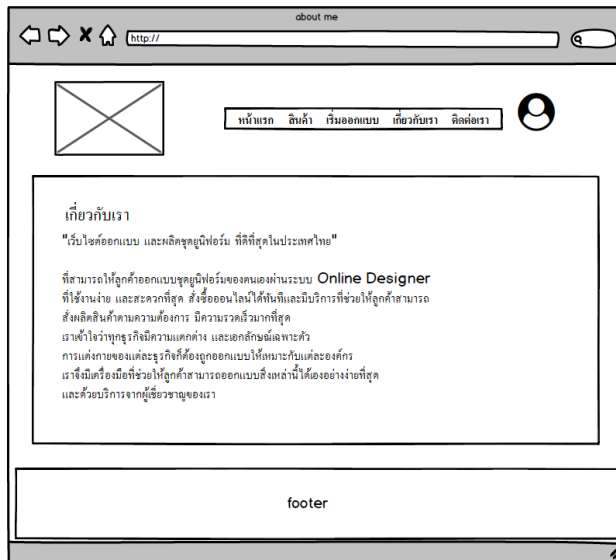 about me
http://
หน้าแรก สินค้า เริ่มออกแบบ เกี่ยวกับเรา ติดต่อเรา
เกี่ยวกับเรา
"เว็บไซต์ออกแบบ และผลิตชุดยูนิฟอร์ม ที่ดีที่สุดในประเทศไทย"
ที่สามารถให้ลูกค้าออกแบบชุดยูนิฟอร์มของตนเองผ่านระบบ Online Designer
ที่ใช้งานง่าย และสะดวกที่สุด สั่งซื้อออนไลน์ได้ทันทีและมีบริการที่ช่วยให้ลูกค้าสามารถ
สั่งผลิตสินค้าตามความต้องการ มีความรวดเร็วมากที่สุด
เราเข้าใจว่าทุกธุรกิจมีความแตกต่าง และเอกลักษณ์เฉพาะตัว
การแต่งกายของแต่ละธุรกิจก็ต้องถูกออกแบบให้เหมาะกับแต่ละองค์กร
เราจึงมีเครื่องมือที่ช่วยให้ลูกค้าสามารถออกแบบสิ่งเหล่านี้ได้เองอย่างง่ายที่สุด
และด้วยบริการจากผู้เชี่ยวชาญของเรา
footer